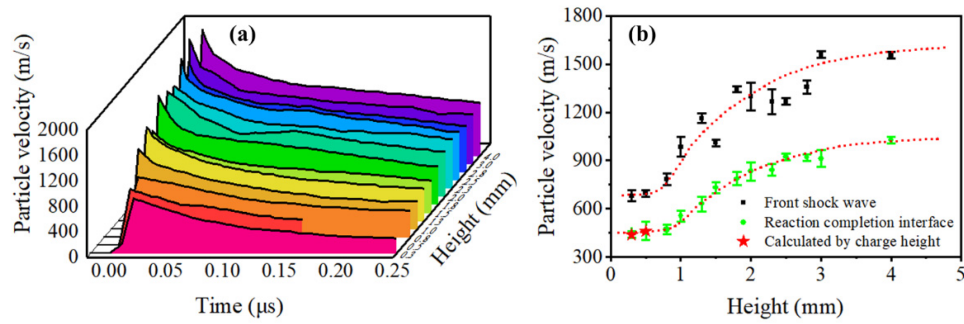 (a)
Particle velocity (m/s)
2000
1600
1200
800
400
0
0.00
0.05
0.10
0.15
0.20
0.25
Time (μs)
Height (mm)
(b)
Particle velocity (m/s)
1800
1500
1200
900
600
300
Front shock wave
Reaction completion interface
Calculated by charge height
0
1
2
3
4
5
Height (mm)